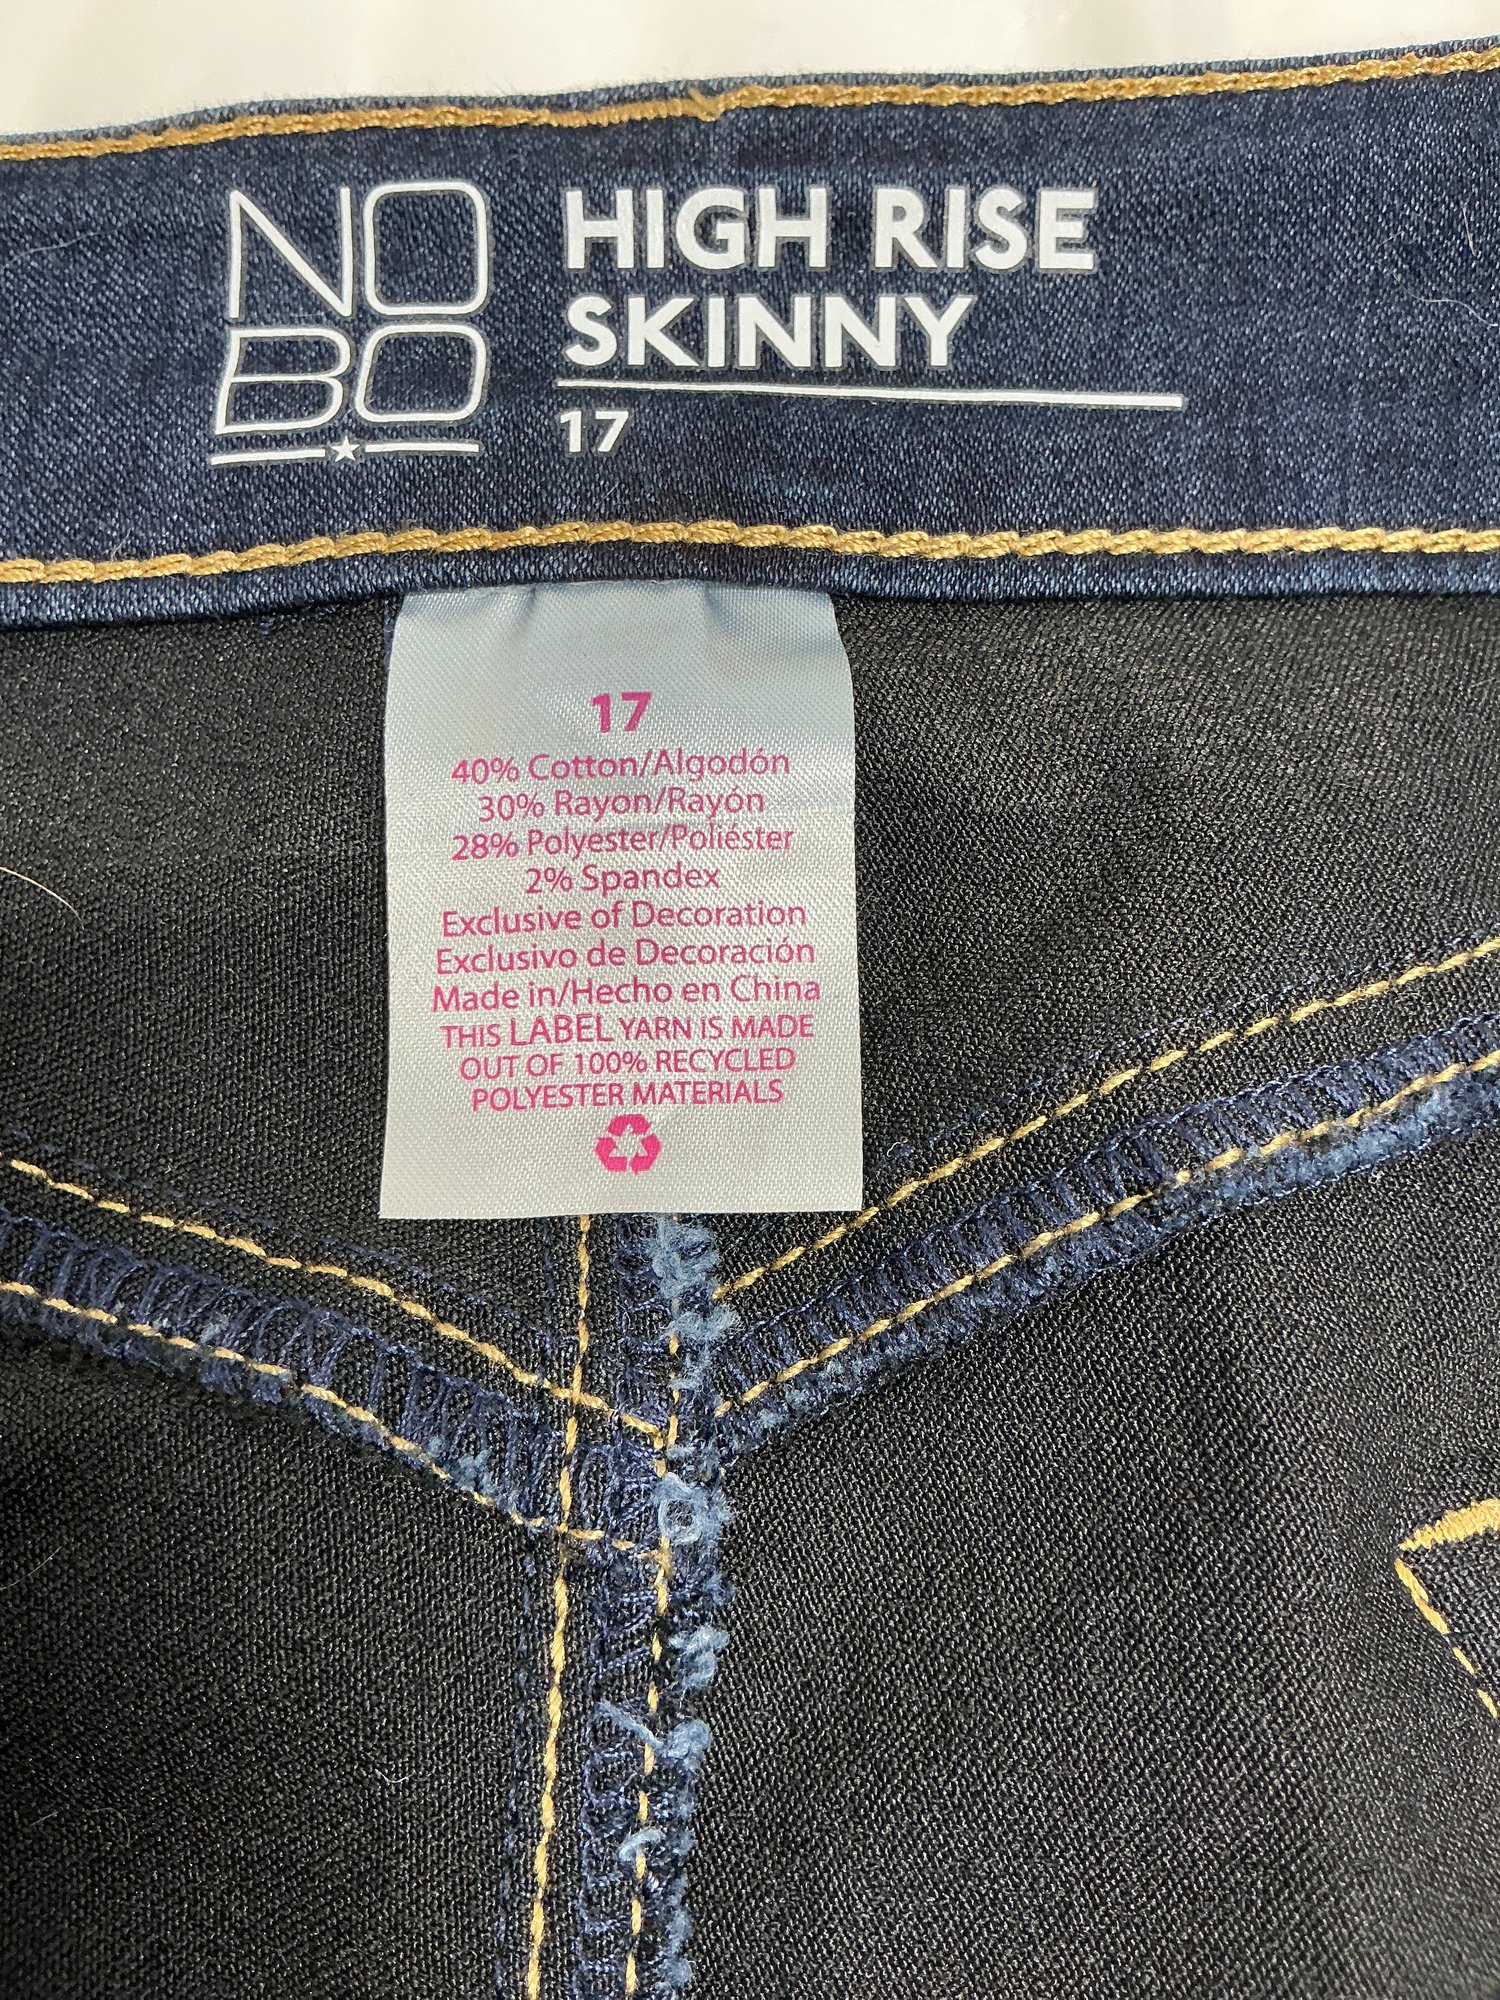 NO
BO
HIGH RISE
SKINNY
17
17
40% Cotton/Algodón
30% Rayon/Rayón
28% Polyester/Poliéster
2% Spandex
Exclusive of Decoration
Exclusivo de Decoración
Made in/Hecho en China
THIS LABEL YARN IS MADE
OUT OF 100% RECYCLED
POLYESTER MATERIALS